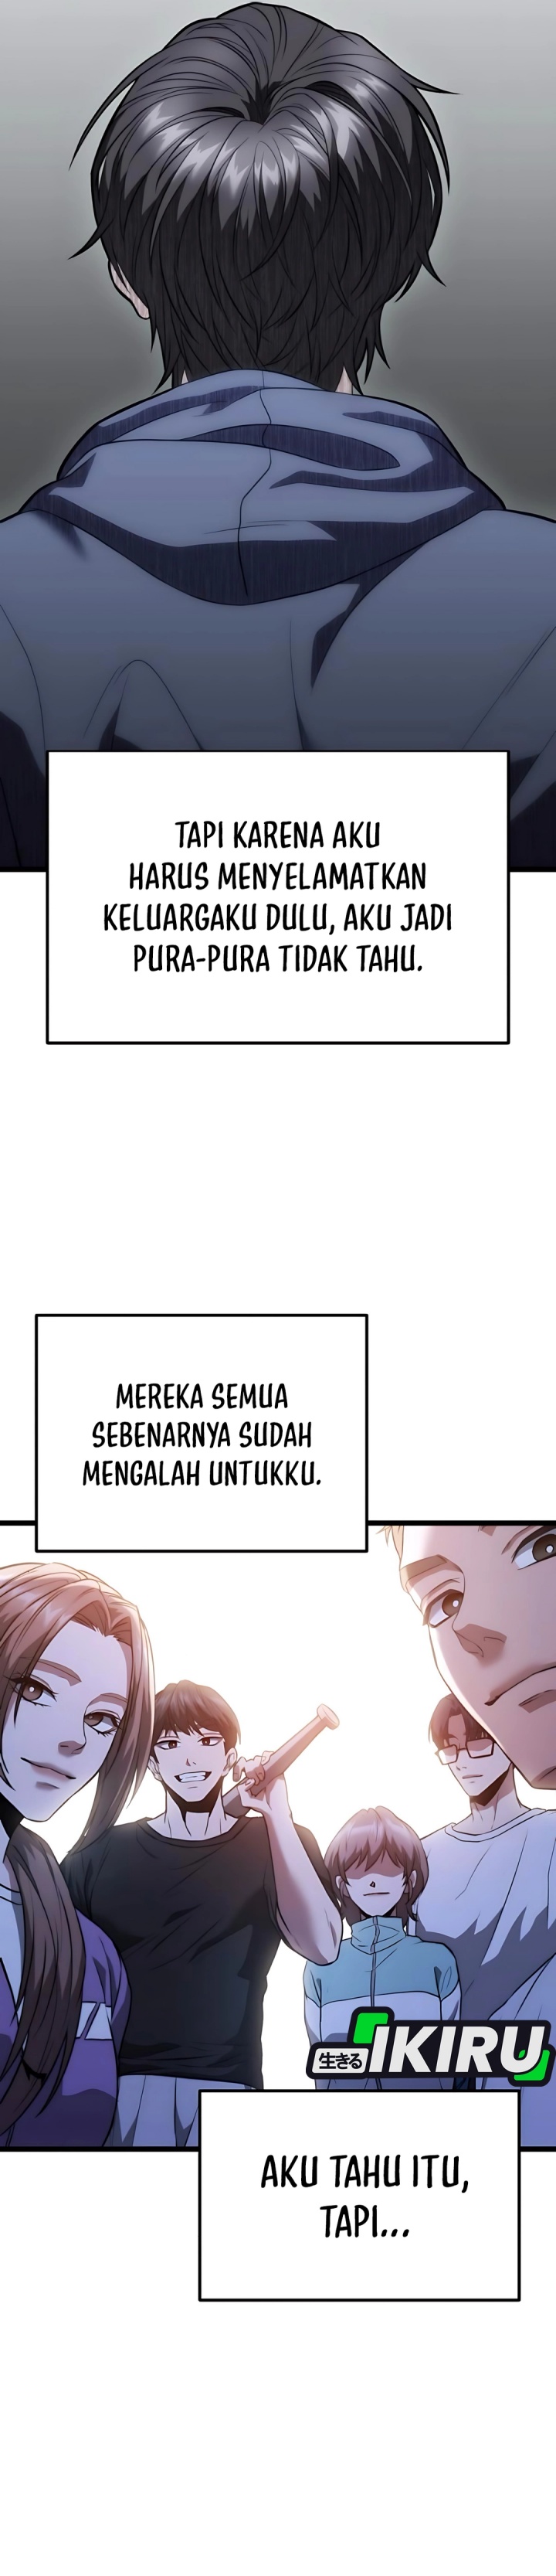 TAPI KARENA AKU
HARUS MENYELAMATKAN
KELUARGAKU DULU, AKU JADI
PURA-PURA TIDAK TAHU.
MEREKA SEMUA
SEBENARNYA SUDAH
MENGALAH UNTUKKU.
生きる IKIRU
AKU TAHU ITU,
TAPI...